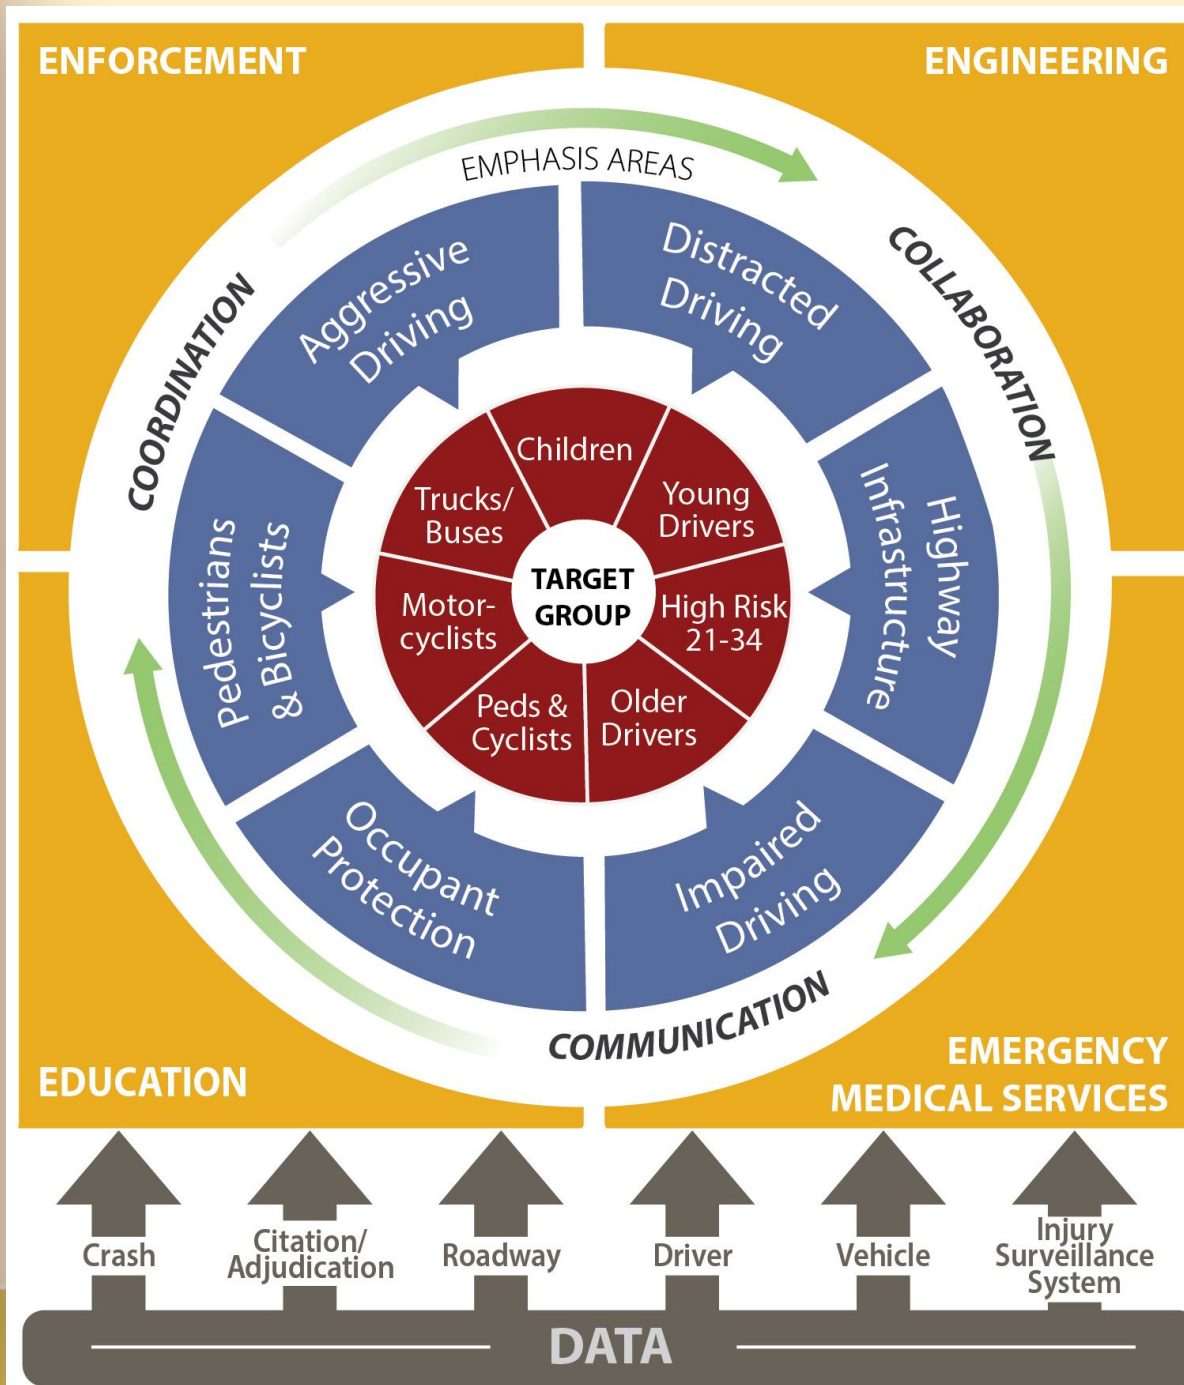 ENFORCEMENT
ENGINEERING
EMPHASIS AREAS
COORDINATION
COLLABORATION
COMMUNICATION
Aggressive
Driving
Distracted
Driving
Highway
Infrastructure
Impaired
Driving
Occupant
Protection
Pedestrians
& Bicyclists
Children
Young
Drivers
High Risk
21-34
Older
Drivers
Peds &
Cyclists
Motor-
cyclists
Trucks/
Buses
TARGET
GROUP
EDUCATION
EMERGENCY
MEDICAL SERVICES
Crash
Citation/
Adjudication
Roadway
Driver
Vehicle
Injury
Surveillance
System
DATA